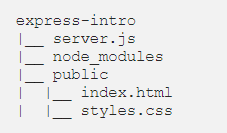 express-intro
|__ server.js
|__ node_modules
|__ public
|   |__ index.html
|   |__ styles.css